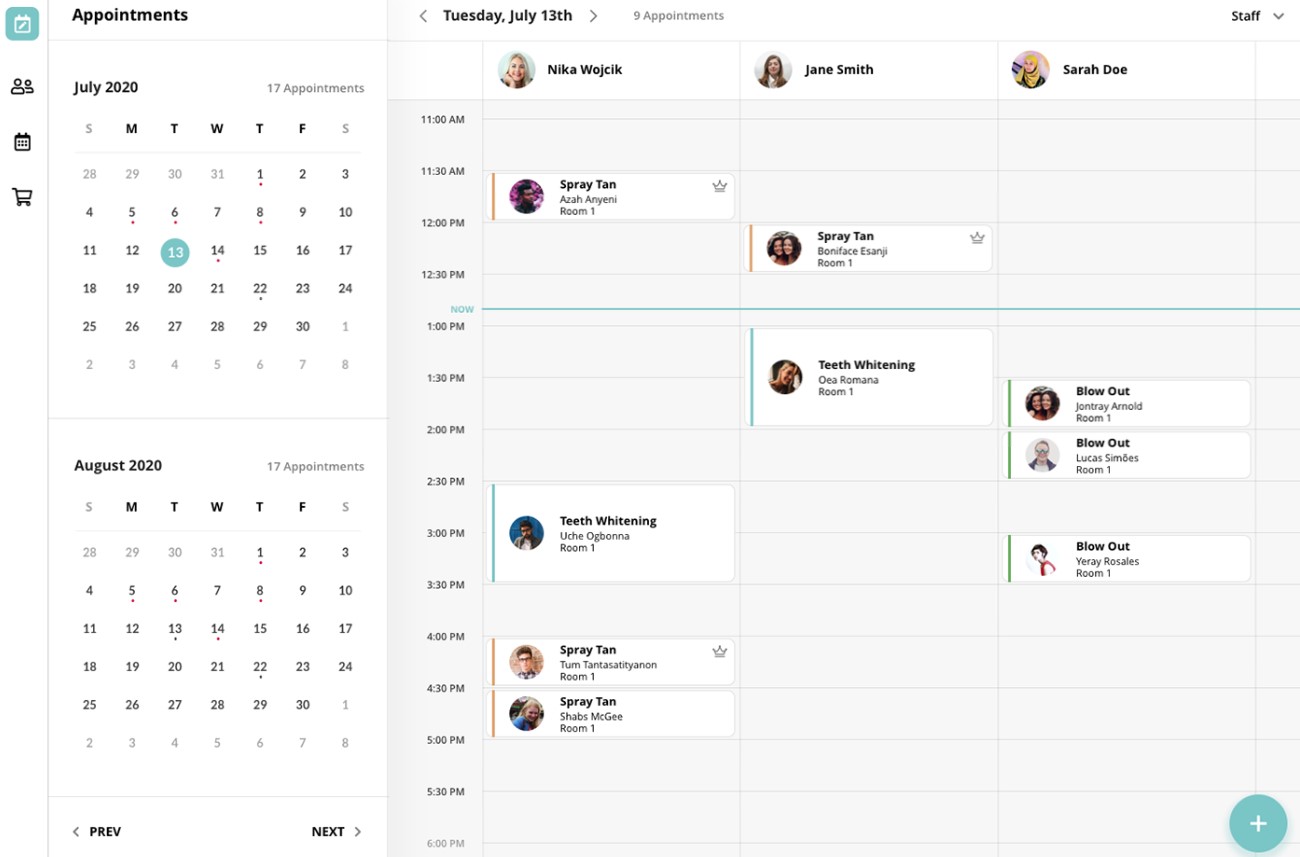 Appointments
July 2020 17 Appointments
S M T W T F S
28 29 30 31 1 2 3
4 5 6 7 8 9 10
11 12 13 14 15 16 17
18 19 20 21 22 23 24
25 26 27 28 29 30 1
2 3 4 5 6 7 8
August 2020 17 Appointments
S M T W T F S
28 29 30 31 1 2 3
4 5 6 7 8 9 10
11 12 13 14 15 16 17
18 19 20 21 22 23 24
25 26 27 28 29 30 1
2 3 4 5 6 7 8
PREV NEXT
Tuesday, July 13th 9 Appointments Staff
Nika Wojcik Jane Smith Sarah Doe
11:00 AM
11:30 AM
Spray Tan
Azah Anyeni
Room 1
12:00 PM
Spray Tan
Boniface Esanji
Room 1
12:30 PM
NOW
1:00 PM
Teeth Whitening
Oea Romana
Room 1
1:30 PM
Blow Out
Jontray Arnold
Room 1
2:00 PM
Blow Out
Lucas Simões
Room 1
2:30 PM
Teeth Whitening
Uche Ogbonna
Room 1
3:00 PM
Blow Out
Yeray Rosales
Room 1
3:30 PM
4:00 PM
Spray Tan
Tum Tantasatityanon
Room 1
4:30 PM
Spray Tan
Shabs McGee
Room 1
5:00 PM
5:30 PM
6:00 PM